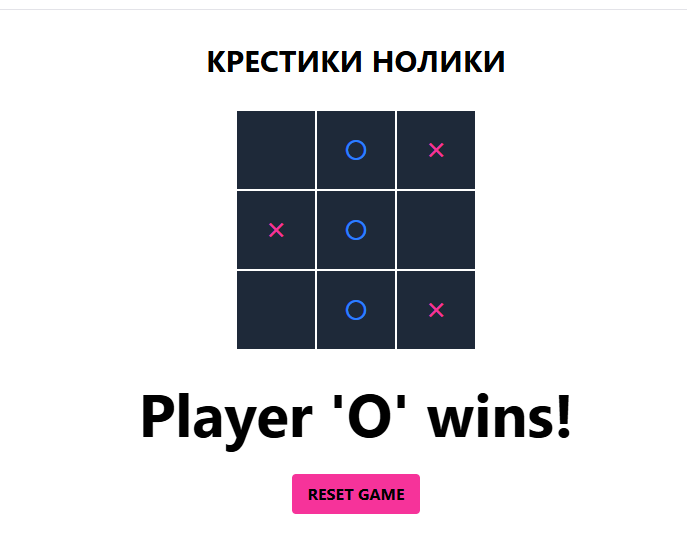 КРЕСТИКИ НОЛИКИ
O ×
× O
O ×
Player 'O' wins!
RESET GAME